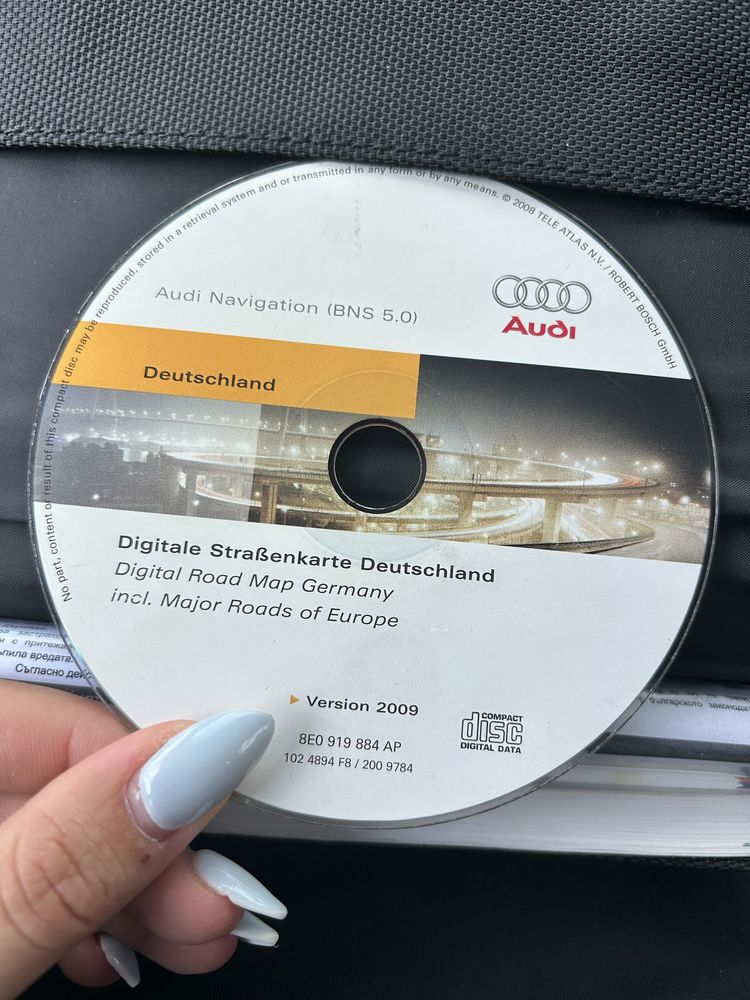 No part, content or result of this compact disc may be reproduced, stored in a retrieval system and or transmitted in any form or by any means. © 2008 TELE ATLAS N.V. / ROBERT BOSCH GmbH
Audi Navigation (BNS 5.0)
Audi
Deutschland
Digitale Straßenkarte Deutschland
Digital Road Map Germany
incl. Major Roads of Europe
Version 2009
8E0 919 884 AP
102 4894 F8 / 200 9784
COMPACT
disc
DIGITAL DATA
вредата.
Съгласно